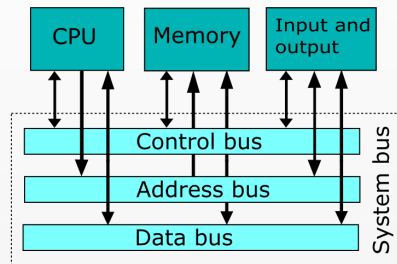 CPU
Memory
Input and
output
Control bus
Address bus
Data bus
System bus